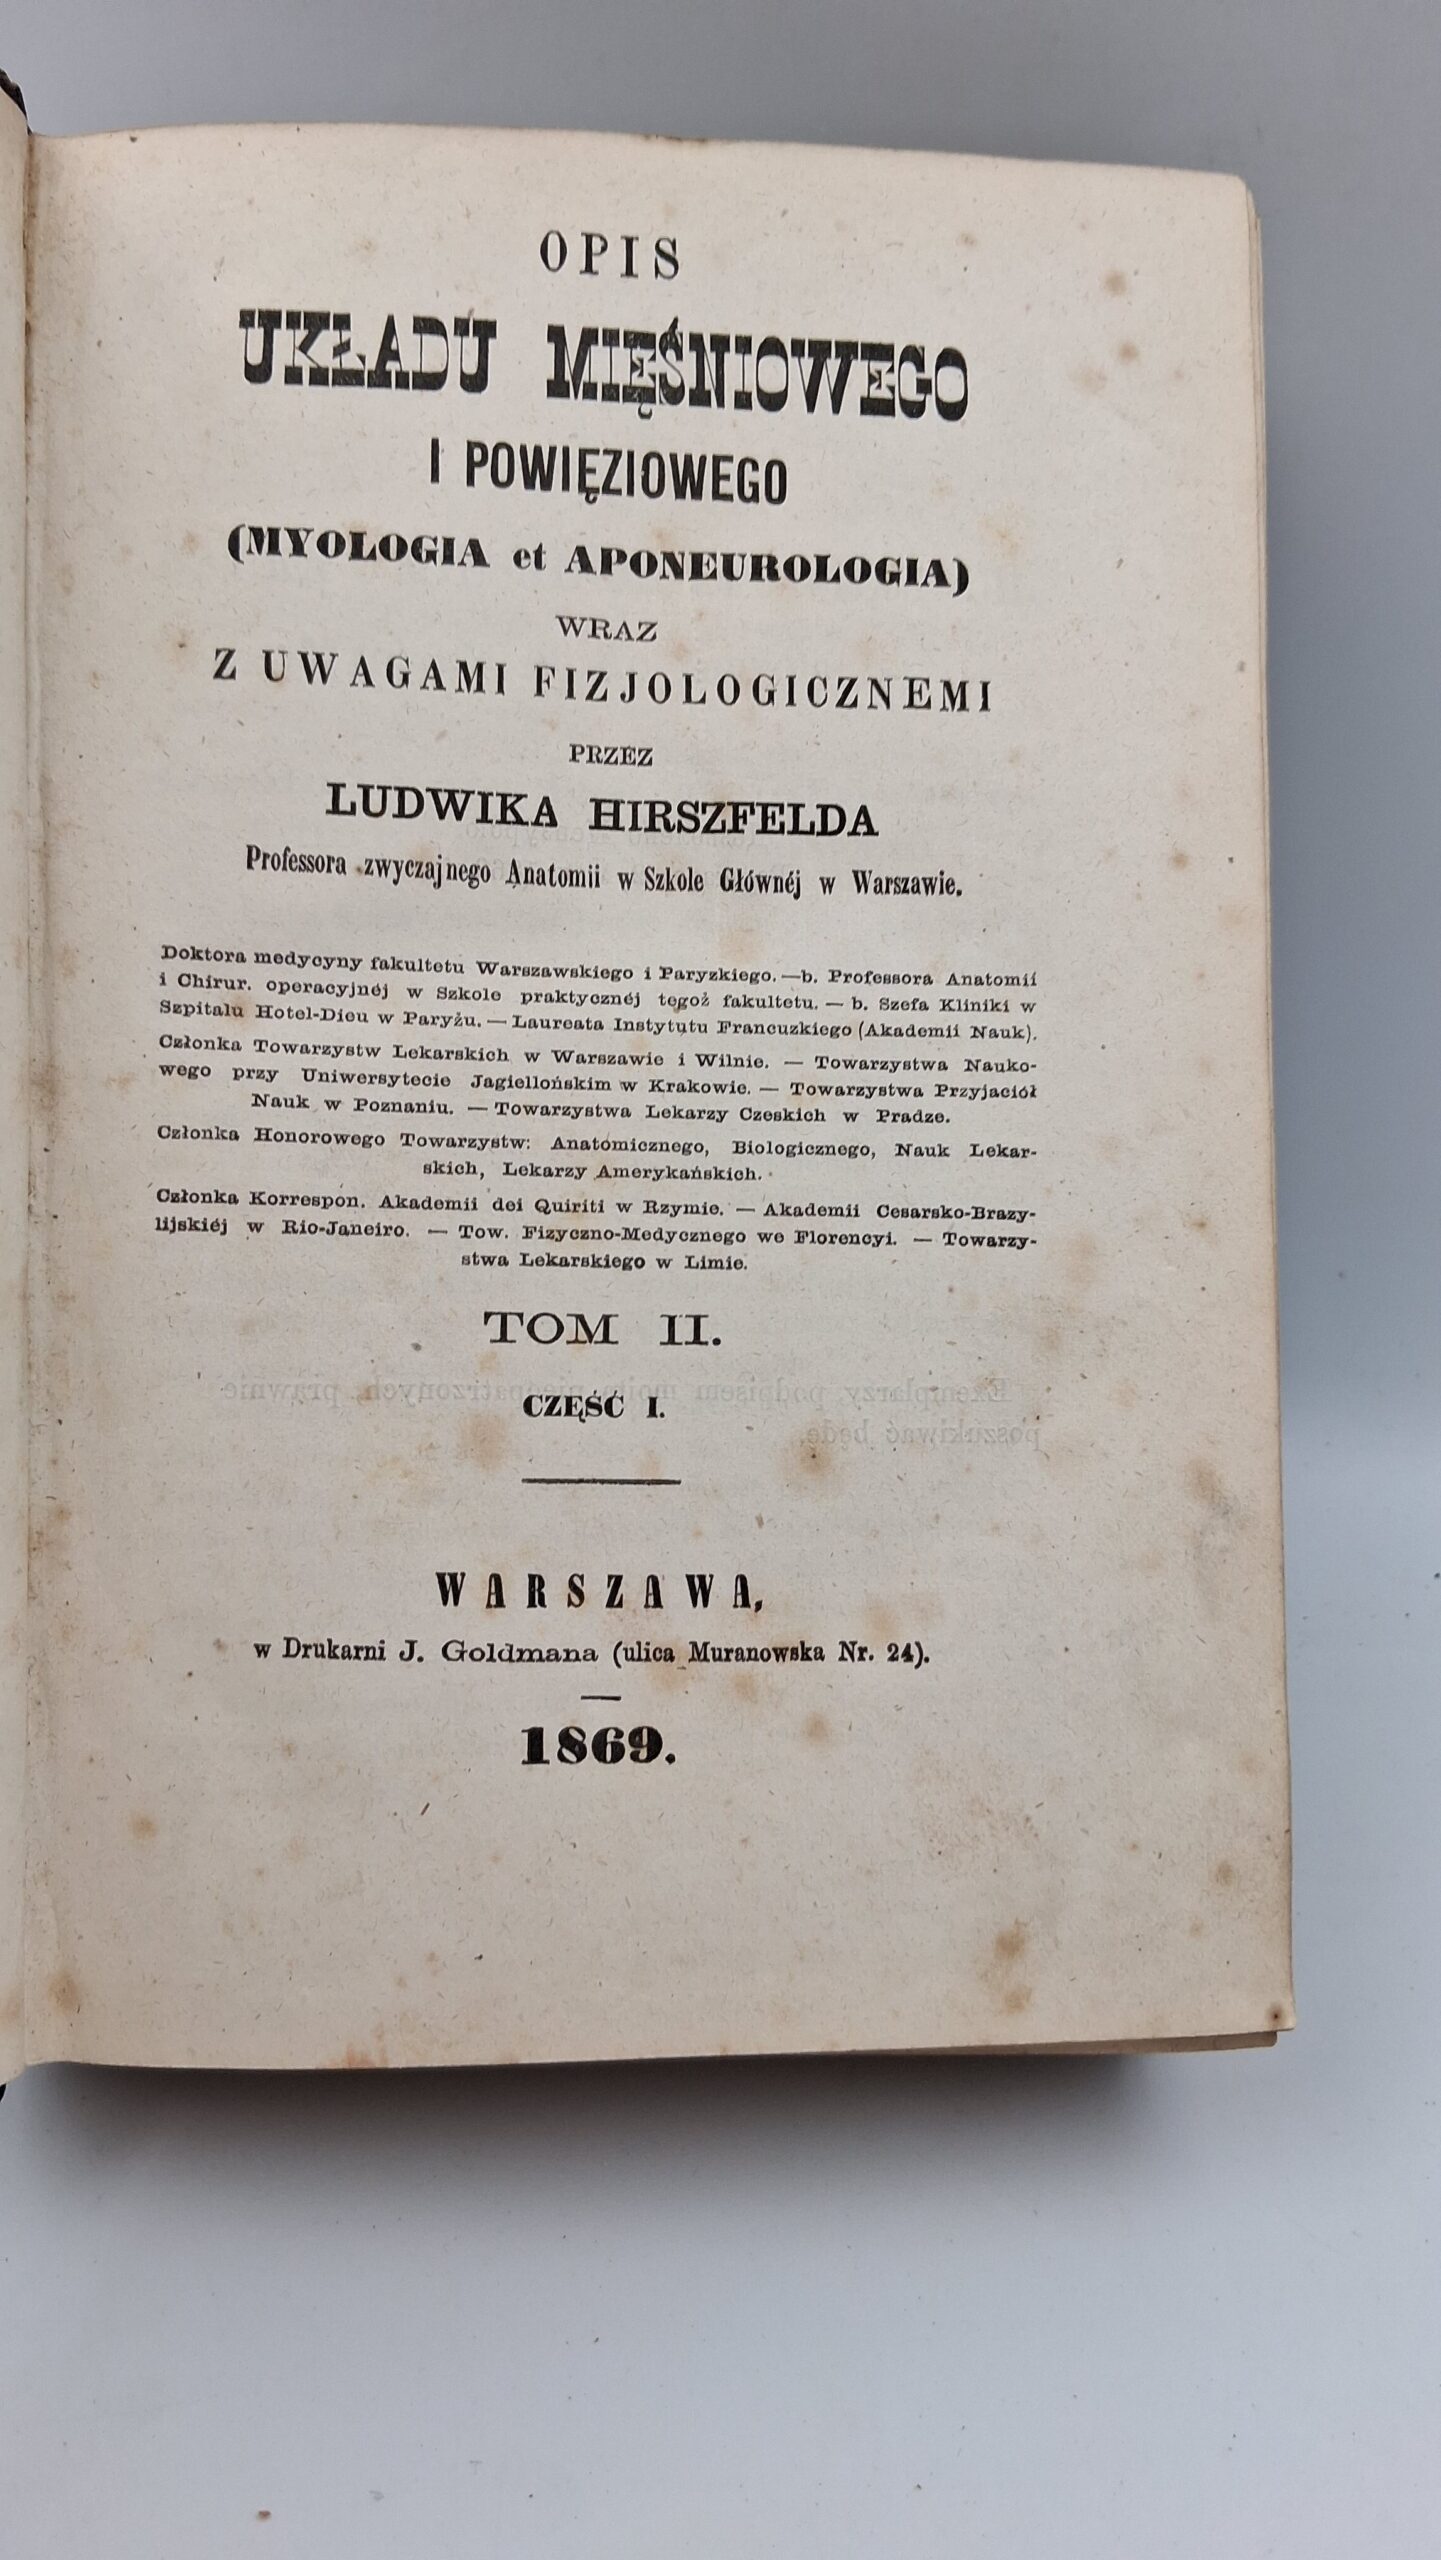 OPIS
UKŁADU MIĘŚNIOWEGO
I POWIĘZIOWEGO
(MYOLOGIA et APONEUROLOGIA)
WRAZ
Z UWAGAMI FIZJOLOGICZNEMI
PRZEZ
LUDWIKA HIRSZFELDA
Professora zwyczajnego Anatomii w Szkole Głównéj w Warszawie.
Doktora medycyny fakultetu Warszawskiego i Paryzkiego. — b. Professora Anatomii
i Chirur. operacyjnéj w Szkole praktycznéj tegoż fakultetu. — b. Szefa Kliniki w
Szpitalu Hotel-Dieu w Paryżu. — Laureata Instytutu Francuzkiego (Akademii Nauk).
Członka Towarzystw Lekarskich w Warszawie i Wilnie. — Towarzystwa Nauko-
wego przy Uniwersytecie Jagiellońskim w Krakowie. — Towarzystwa Przyjaciół
Nauk w Poznaniu. — Towarzystwa Lekarzy Czeskich w Pradze.
Członka Honorowego Towarzystw: Anatomicznego, Biologicznego, Nauk Lekar-
skich, Lekarzy Amerykańskich.
Członka Korrespon. Akademii dei Quiriti w Rzymie. — Akademii Cesarsko-Brazy-
lijskiéj w Rio-Janeiro. — Tow. Fizyczno-Medycznego we Florencyi. — Towarzy-
stwa Lekarskiego w Limie.
TOM II.
CZĘŚĆ I.
WARSZAWA,
w Drukarni J. Goldmana (ulica Muranowska Nr. 24).
1869.